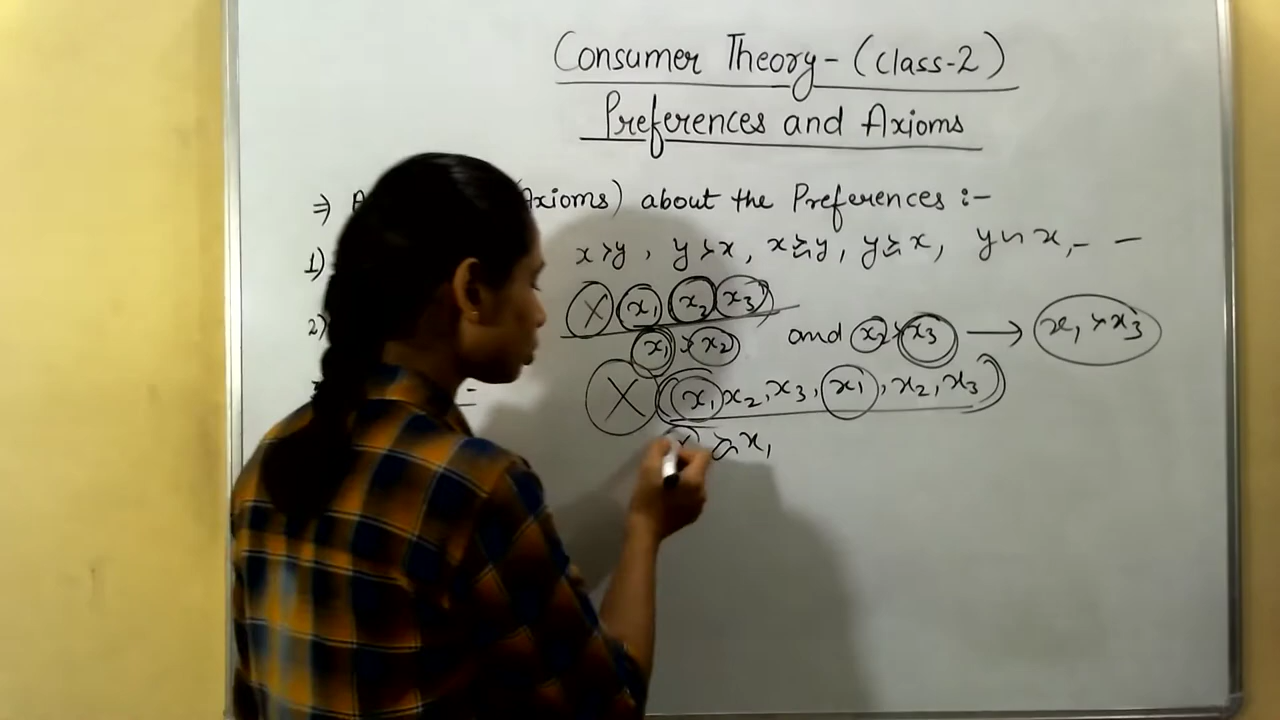 Consumer Theory - (Class-2)
Preferences and Axioms
⇒ A (Axioms) about the Preferences :-
1) x ≻ y , y ≻ x, x ≿ y, y ≿ x, y ∽ x, - -
X x₁ x₂ x₃)
2) x₁ ≻ x₂ and x₂ ≻ x₃ ⟶ x₁ ≻ x₃
X (x₁ x₂, x₃, x₁, x₂, x₃)
≿ x₁